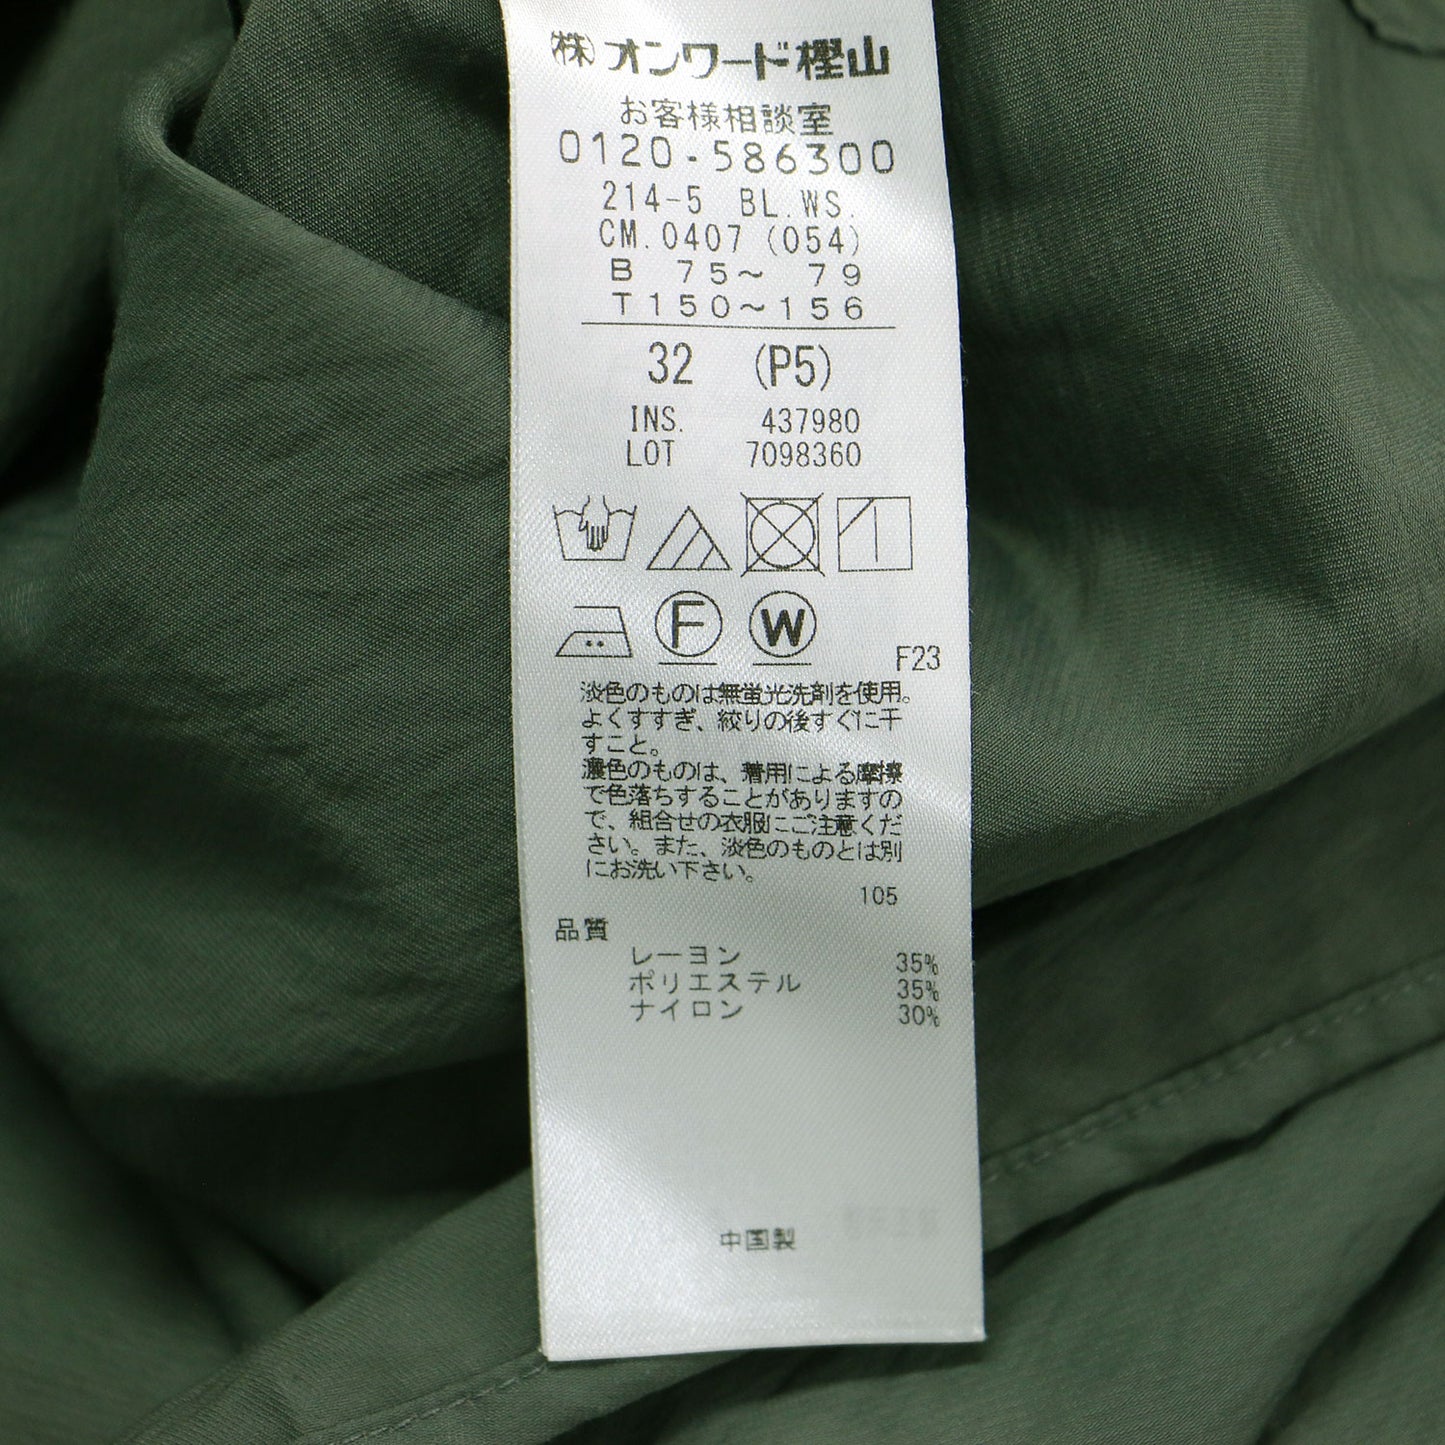 ㈱オンワード樫山
お客様相談室
0120-586300
214-5 BL.WS.
CM.0407 (054)
B 75～ 79
T150～156
32 (P5)
INS. 437980
LOT 7098360
F W
F23
淡色のものは無蛍光洗剤を使用。
よくすすぎ、絞りの後すぐに干
すこと。
濃色のものは、着用による摩擦
で色落ちすることがありますの
で、組合せの衣服にご注意くだ
さい。また、淡色のものとは別
にお洗い下さい。
105
品質
レーヨン 35%
ポリエステル 35%
ナイロン 30%
中国製